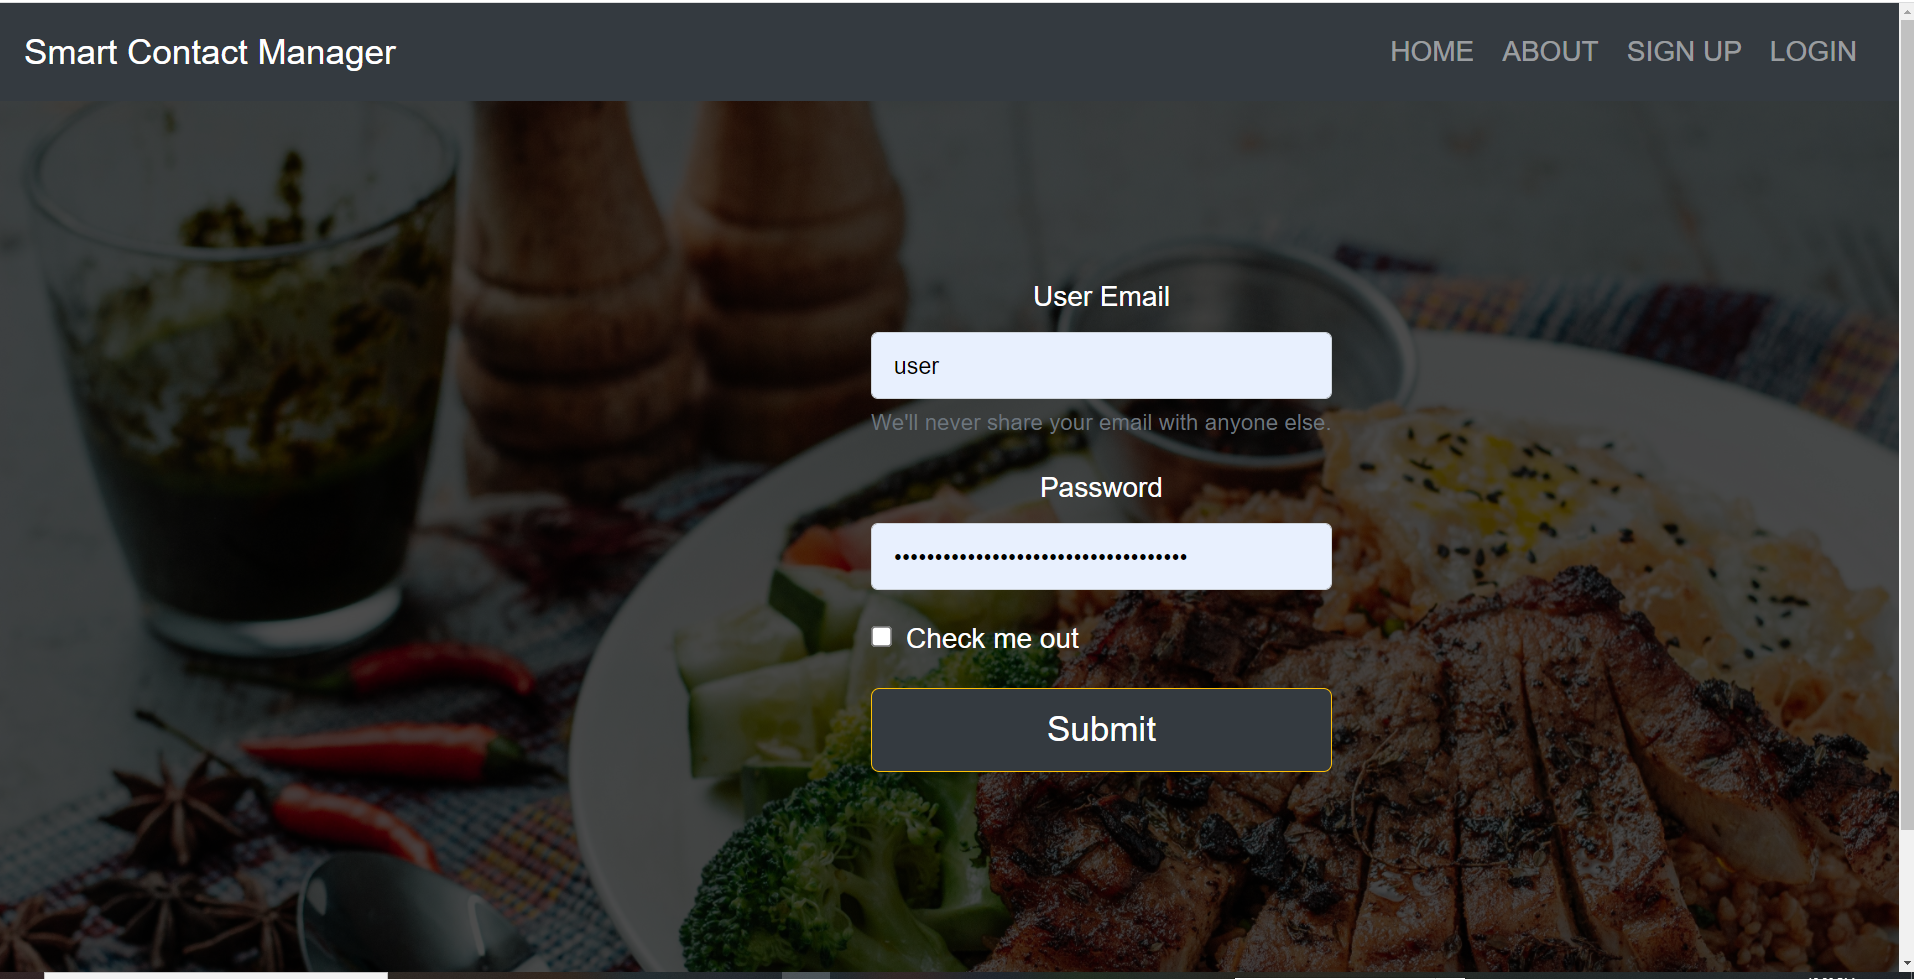 Smart Contact Manager
HOME ABOUT SIGN UP LOGIN
User Email
user
We'll never share your email with anyone else.
Password
••••••••••••••••••••••••••••••••••••
Check me out
Submit